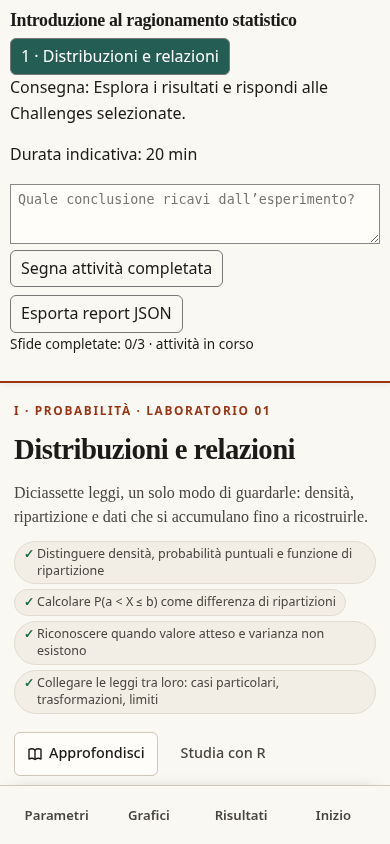 Introduzione al ragionamento statistico
1 · Distribuzioni e relazioni
Consegna: Esplora i risultati e rispondi alle
Challenges selezionate.
Durata indicativa: 20 min
Quale conclusione ricavi dall’esperimento?
Segna attività completata
Esporta report JSON
Sfide completate: 0/3 · attività in corso
I · PROBABILITÀ · LABORATORIO 01
Distribuzioni e relazioni
Diciassette leggi, un solo modo di guardarle: densità,
ripartizione e dati che si accumulano fino a ricostruirle.
✓ Distinguere densità, probabilità puntuali e funzione di
ripartizione
✓ Calcolare P(a < X ≤ b) come differenza di ripartizioni
✓ Riconoscere quando valore atteso e varianza non
esistono
✓ Collegare le leggi tra loro: casi particolari,
trasformazioni, limiti
Approfondisci Studia con R
Parametri Grafici Risultati Inizio